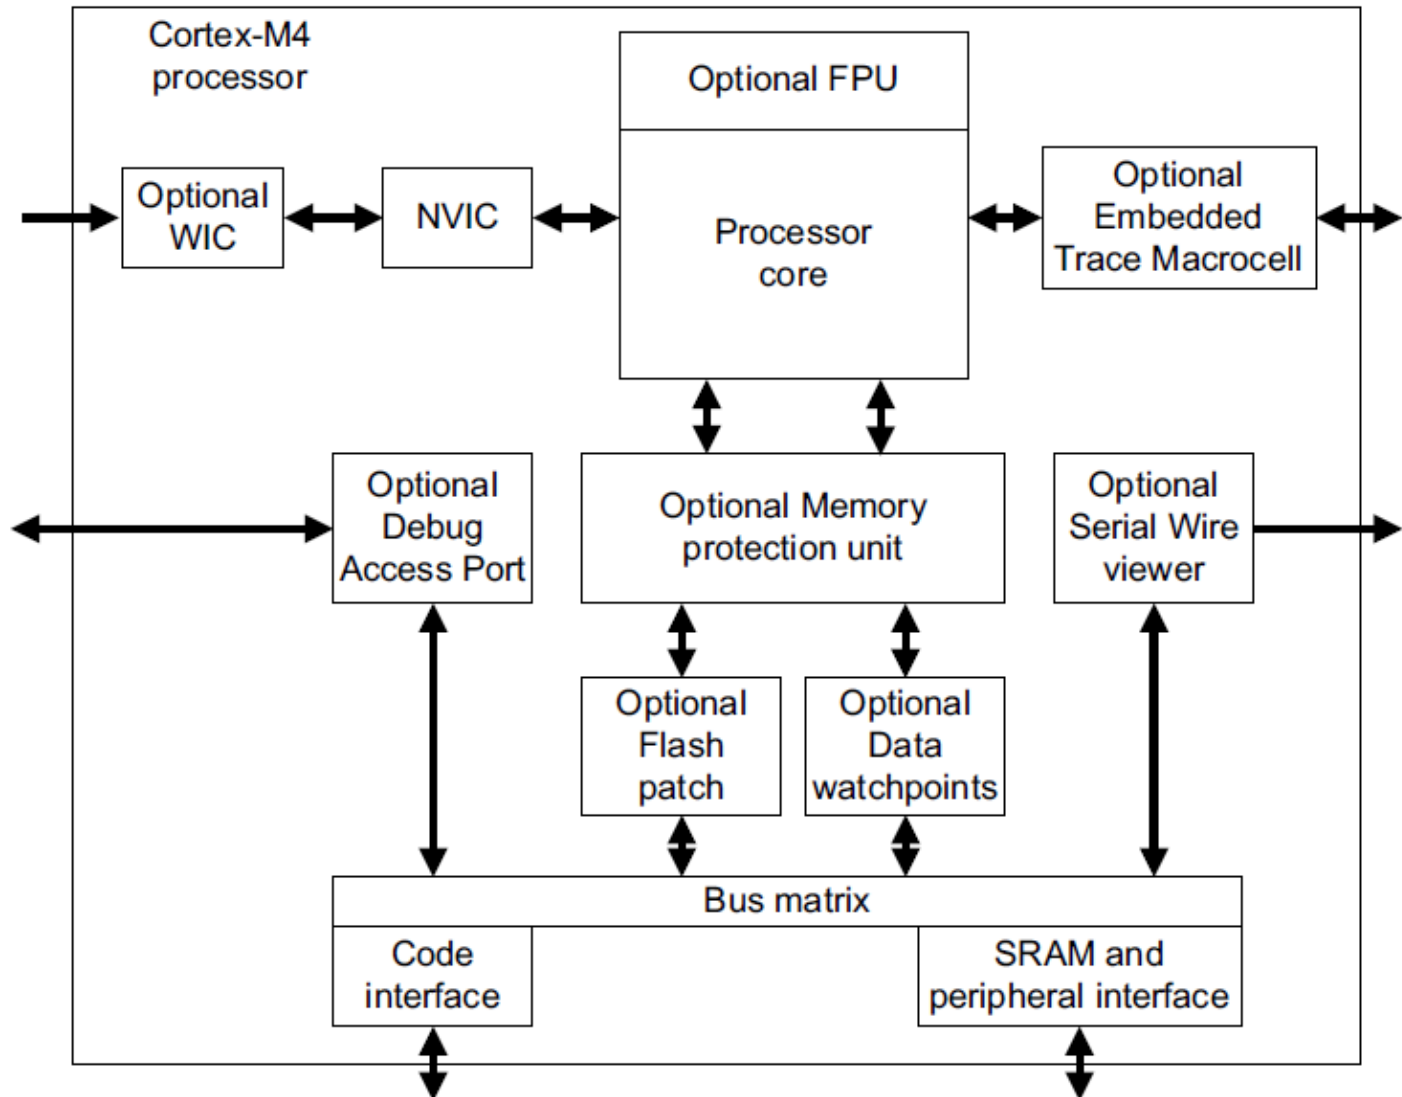 Cortex-M4
processor
Optional FPU
Optional
WIC
NVIC
Processor
core
Optional
Embedded
Trace Macrocell
Optional
Debug
Access Port
Optional Memory
protection unit
Optional
Serial Wire
viewer
Optional
Flash
patch
Optional
Data
watchpoints
Bus matrix
Code
interface
SRAM and
peripheral interface